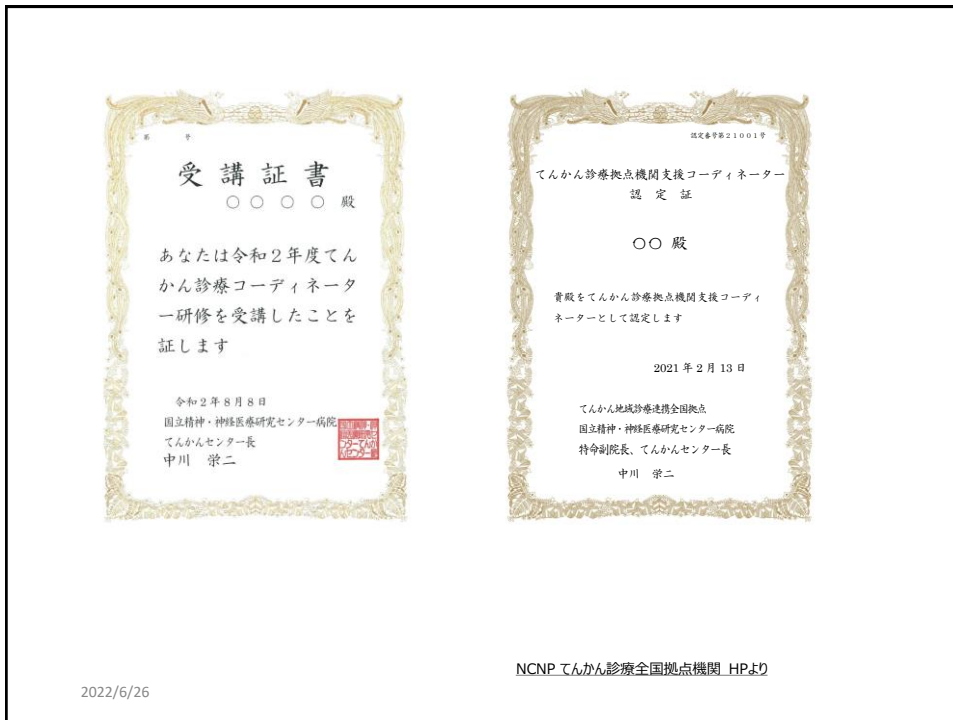 第 号
受講証書
〇〇〇〇 殿
あなたは令和２年度てん
かん診療コーディネータ
ー研修を受講したことを
証します
令和２年８月８日
国立精神・神経医療研究センター病院
てんかんセンター長
中川 栄二
認定番号第２１００１号
てんかん診療拠点機関支援コーディネーター
認 定 証
〇〇 殿
貴殿をてんかん診療拠点機関支援コーディ
ネーターとして認定します
2021 年 2 月 13 日
てんかん地域診療連携全国拠点
国立精神・神経医療研究センター病院
特命副院長、てんかんセンター長
中川 栄二
NCNP てんかん診療全国拠点機関 HPより
2022/6/26